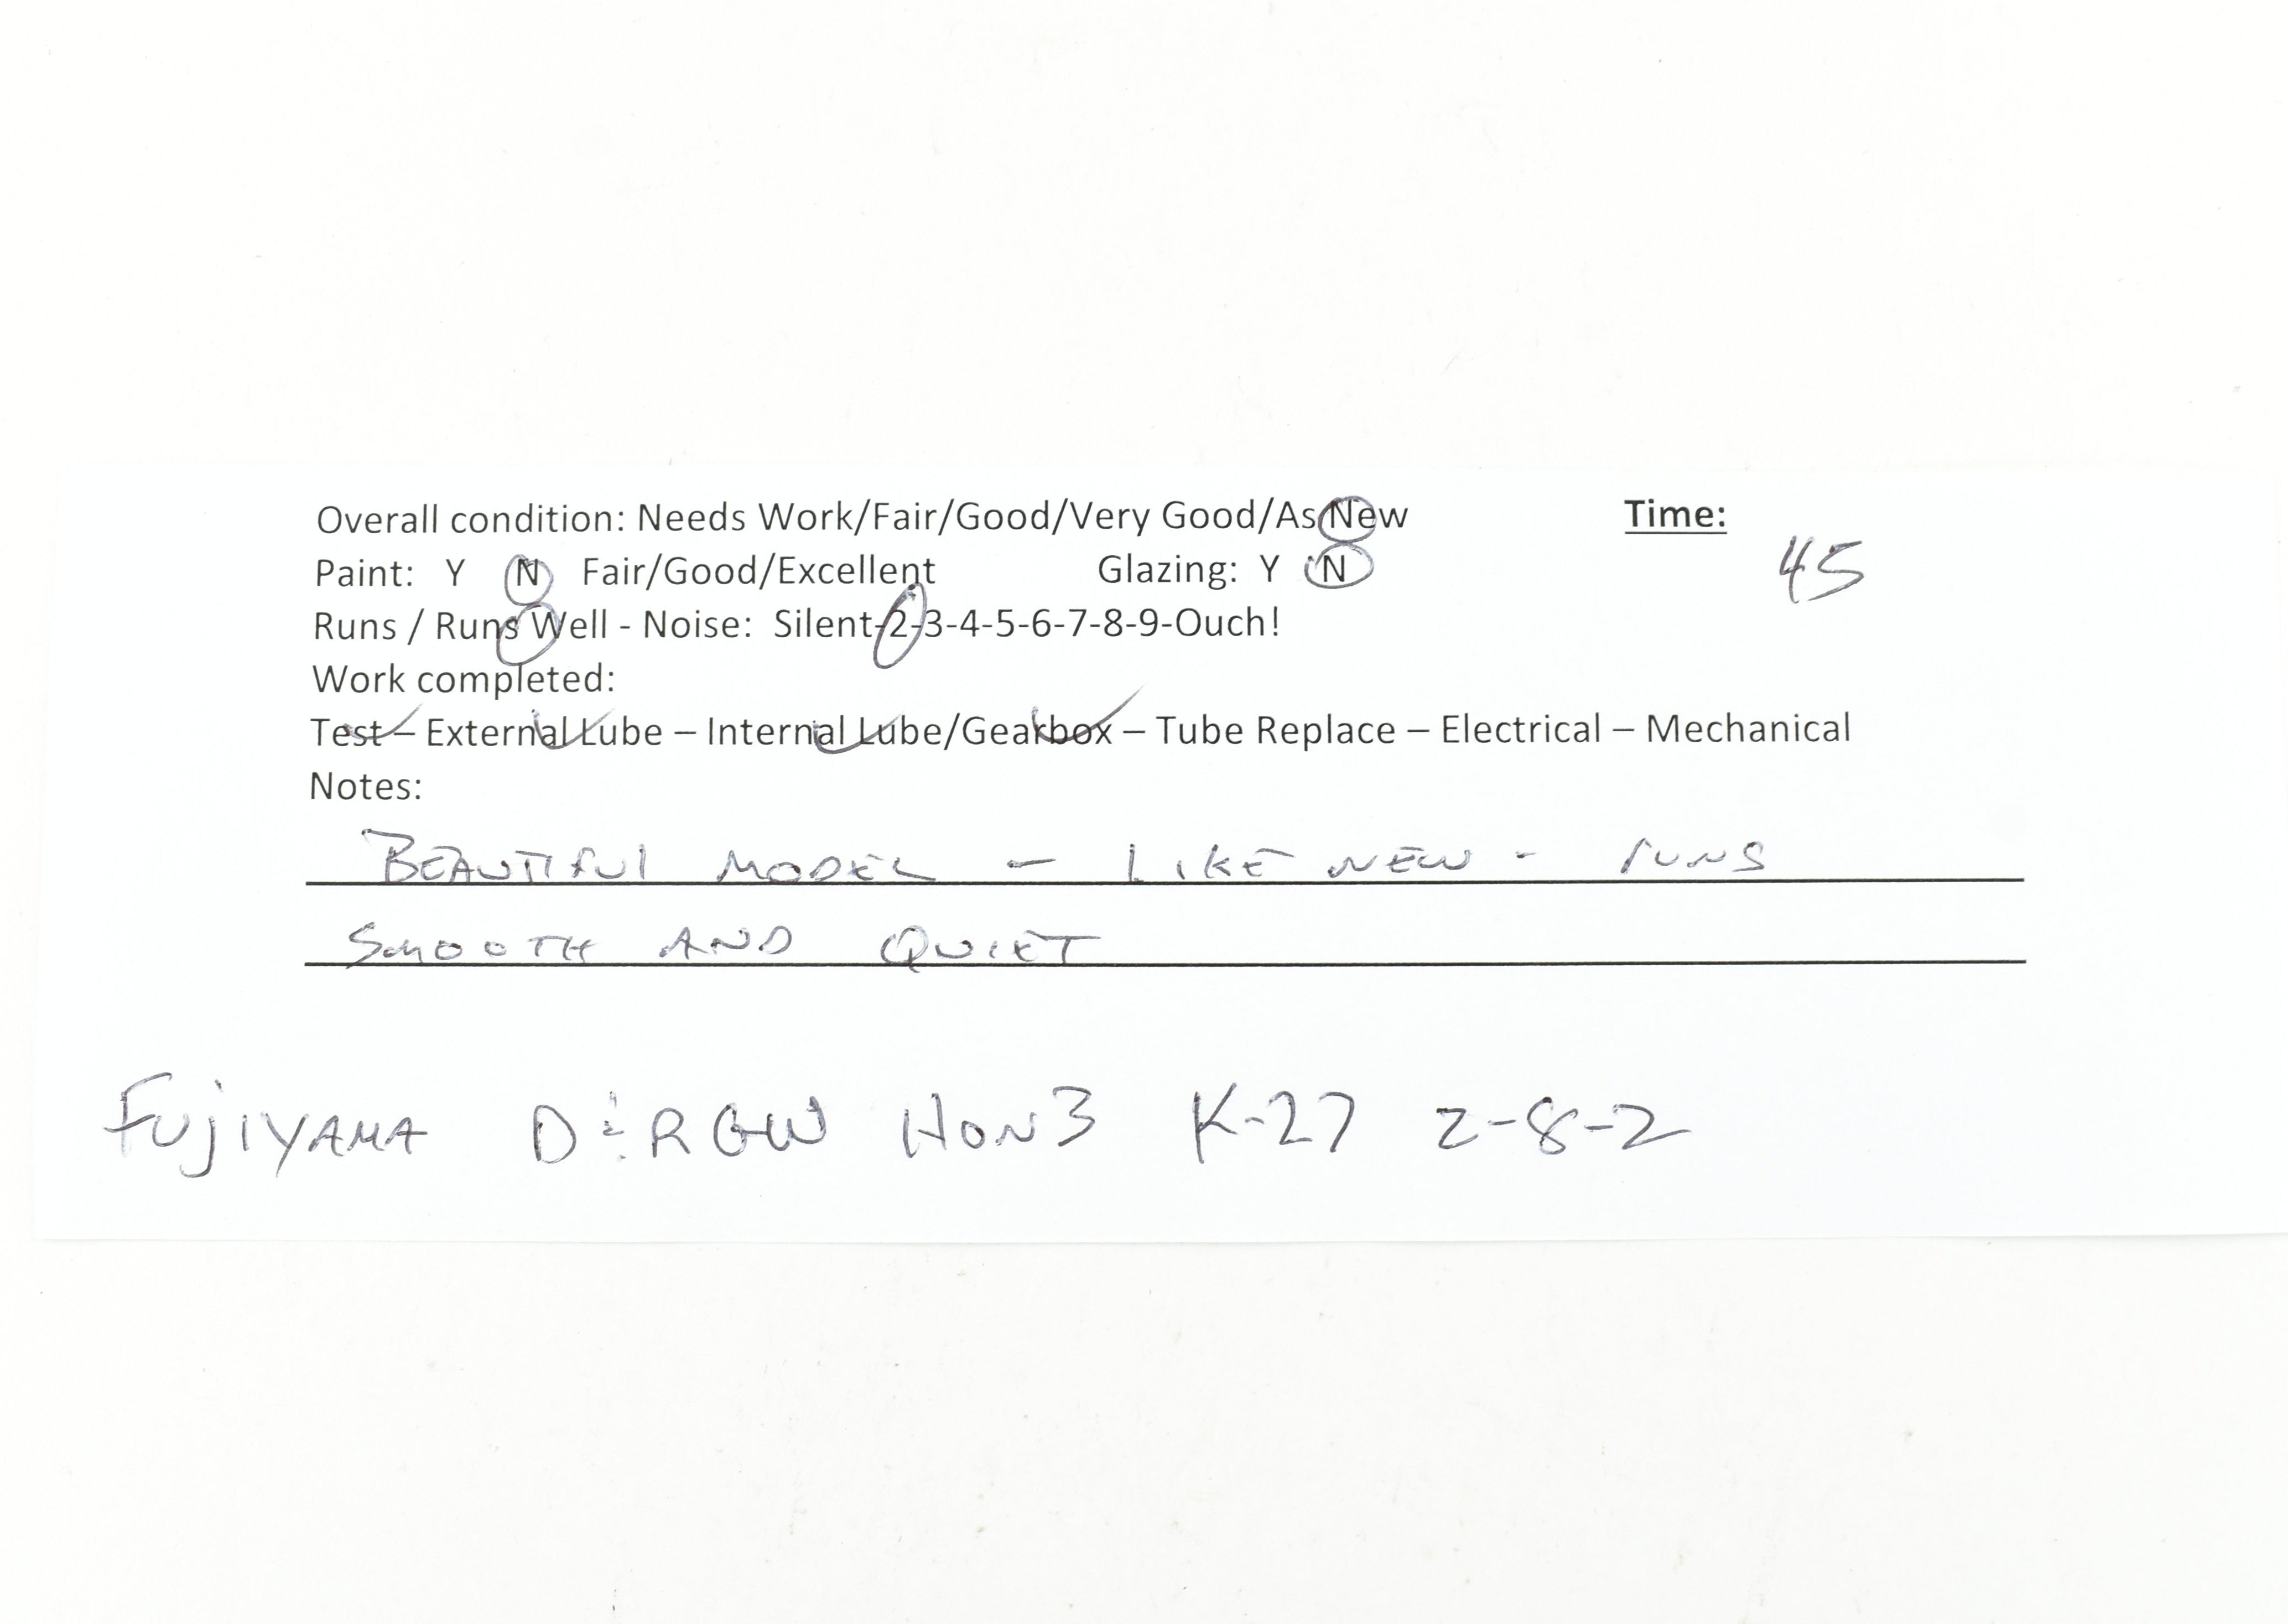 Overall condition: Needs Work/Fair/Good/Very Good/As New Time:
Paint: Y N Fair/Good/Excellent Glazing: Y N 45
Runs / Runs Well - Noise: Silent-2-3-4-5-6-7-8-9-Ouch!
Work completed:
Test – External Lube – Internal Lube/Gearbox – Tube Replace – Electrical – Mechanical
Notes:
BEAUTIFUL MODEL - LIKE NEW - runs
SMOOTH AND QUIET
FUJIYAMA D&RGW HON3 K-27 2-8-2